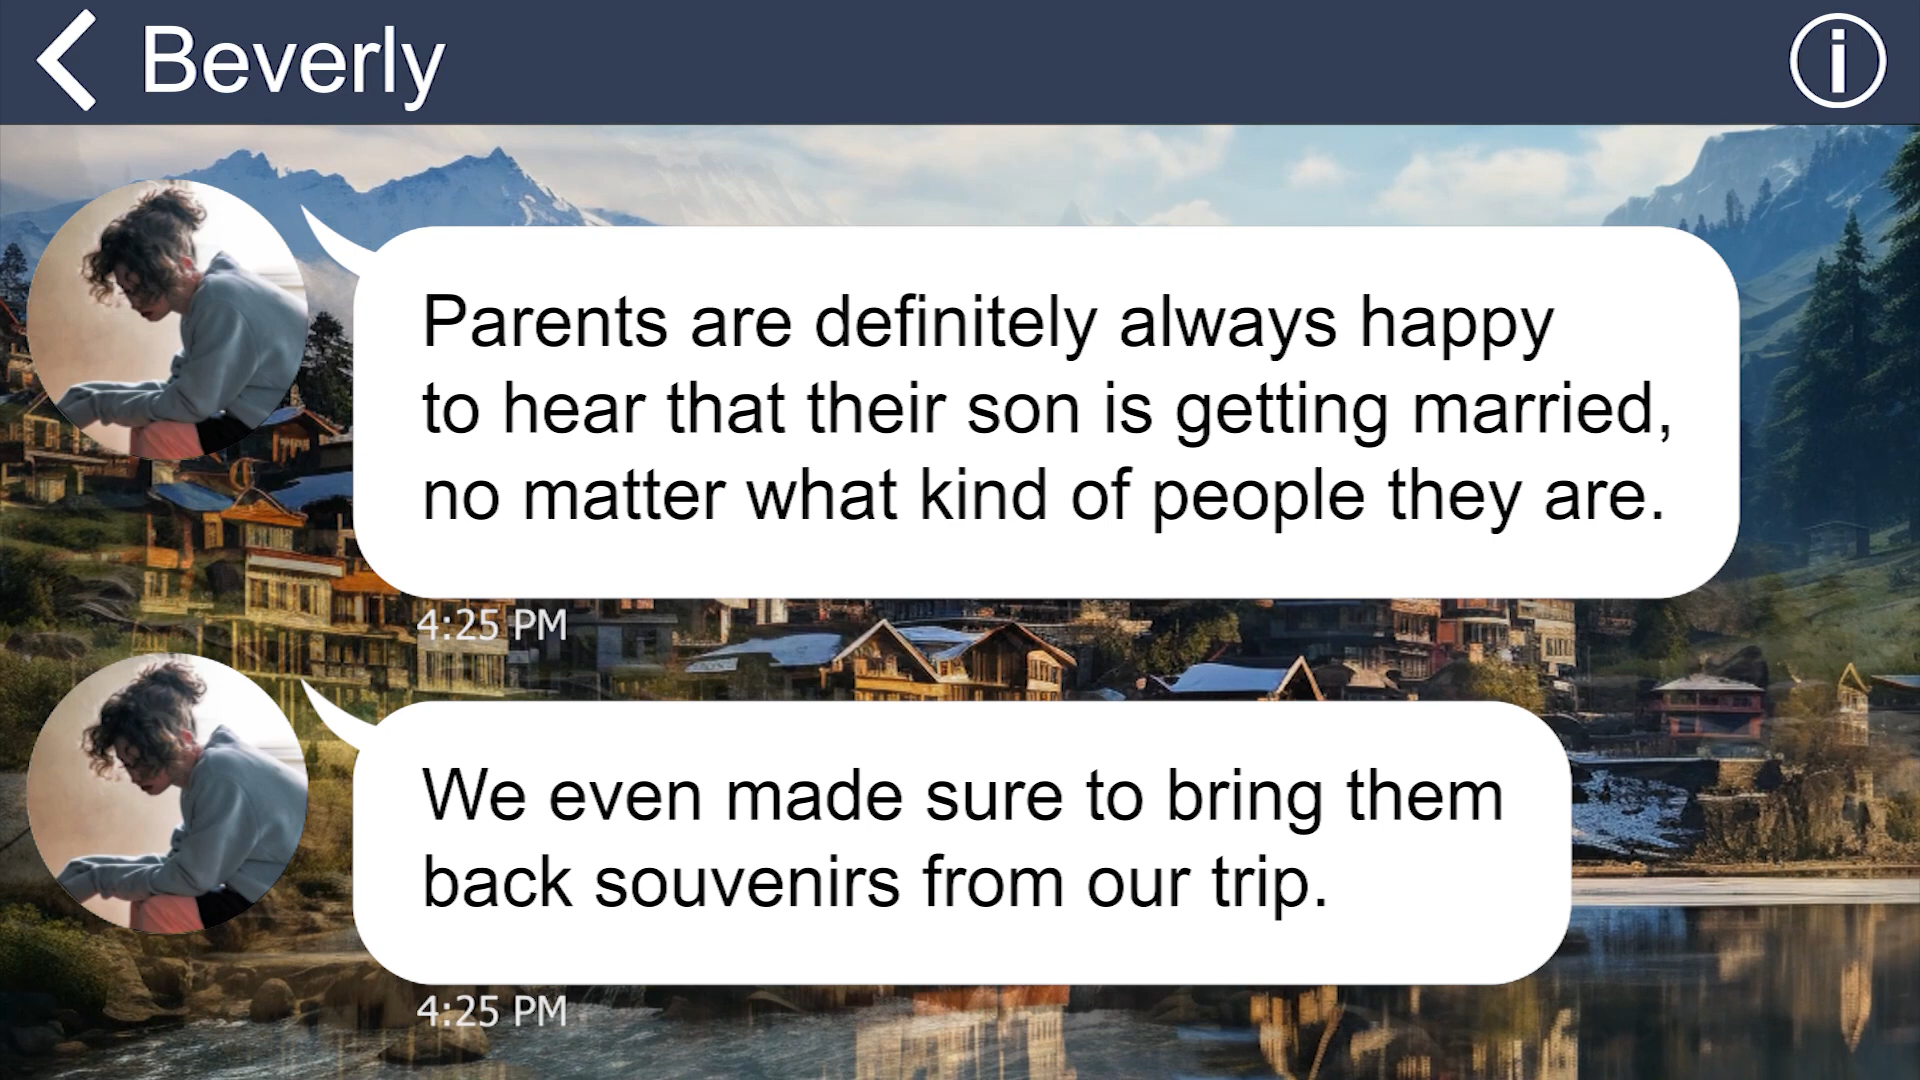 Beverly
Parents are definitely always happy
to hear that their son is getting married,
no matter what kind of people they are.
4:25 PM
We even made sure to bring them
back souvenirs from our trip.
4:25 PM